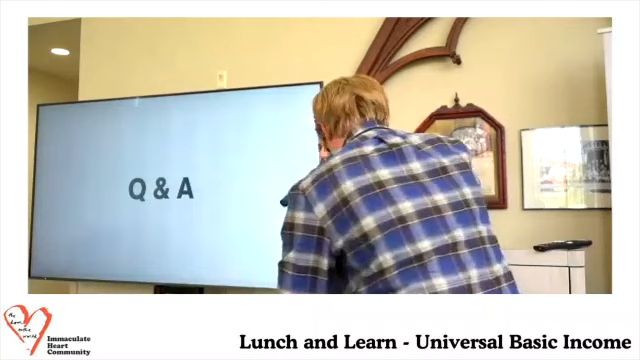 Q & A
Immaculate
Heart
Community
Lunch and Learn - Universal Basic Income